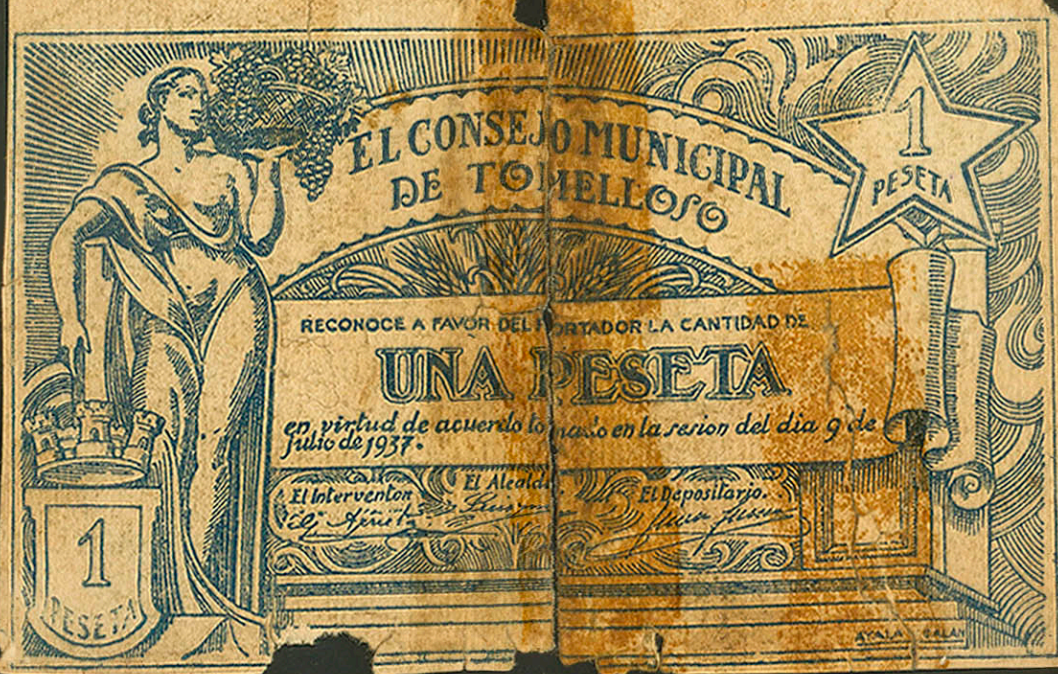 EL CONSEJO MUNICIPAL
DE TOMELLOSO
1
PESETA
RECONOCE A FAVOR DEL PORTADOR LA CANTIDAD DE
UNA PESETA
en virtud de acuerdo tomado en la sesion del dia 9 de
Julio de 1937.
El Interventor
El Alcalde
El Depositario.
1
PESETA
AYALA